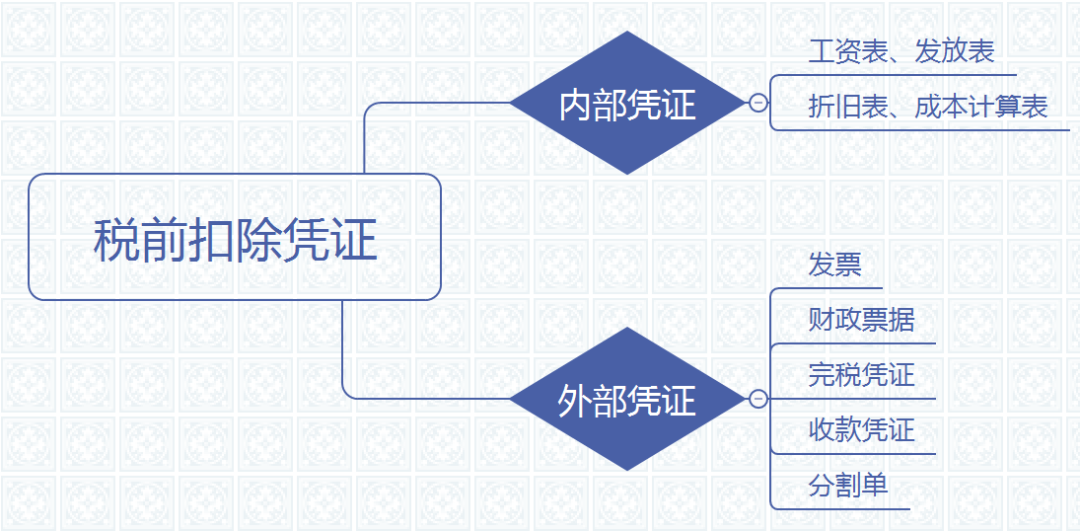 税前扣除凭证
内部凭证
工资表、发放表
折旧表、成本计算表
外部凭证
发票
财政票据
完税凭证
收款凭证
分割单